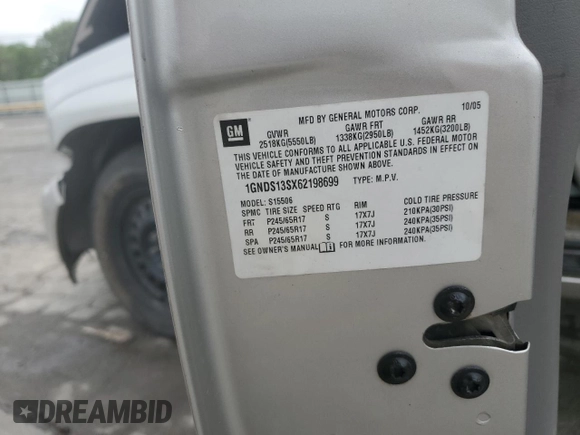 MFD BY GENERAL MOTORS CORP. 10/05
GM
GVWR GAWR FRT GAWR RR
2518KG(5550LB) 1338KG(2950LB) 1452KG(3200LB)
THIS VEHICLE CONFORMS TO ALL APPLICABLE U.S. FEDERAL MOTOR
VEHICLE SAFETY AND THEFT PREVENTION STANDARDS IN EFFECT ON
THE DATE OF MANUFACTURE SHOWN ABOVE.
1GNDS13SX62198699 TYPE: M.P.V.
MODEL: S15506
SPMC TIRE SIZE SPEED RTG RIM COLD TIRE PRESSURE
FRT P245/65R17 S 17X7J 210KPA(30PSI)
RR P245/65R17 S 17X7J 240KPA(35PSI)
SPA P245/65R17 S 17X7J 240KPA(35PSI)
SEE OWNER'S MANUAL FOR MORE INFORMATION.
DREAMBID